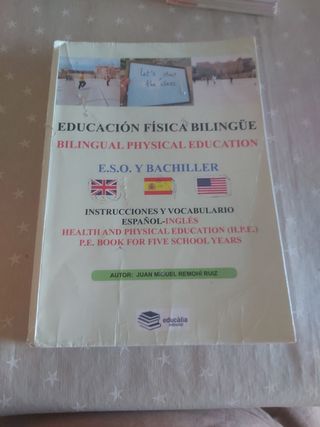 let's start
the class
EDUCACIÓN FÍSICA BILINGÜE
BILINGUAL PHYSICAL EDUCATION
E.S.O. Y BACHILLER
INSTRUCCIONES Y VOCABULARIO
ESPAÑOL-INGLÉS
HEALTH AND PHYSICAL EDUCATION (H.P.E.)
P.E. BOOK FOR FIVE SCHOOL YEARS
AUTOR: JUAN MIGUEL REMOHÍ RUIZ
educàlia
editorial